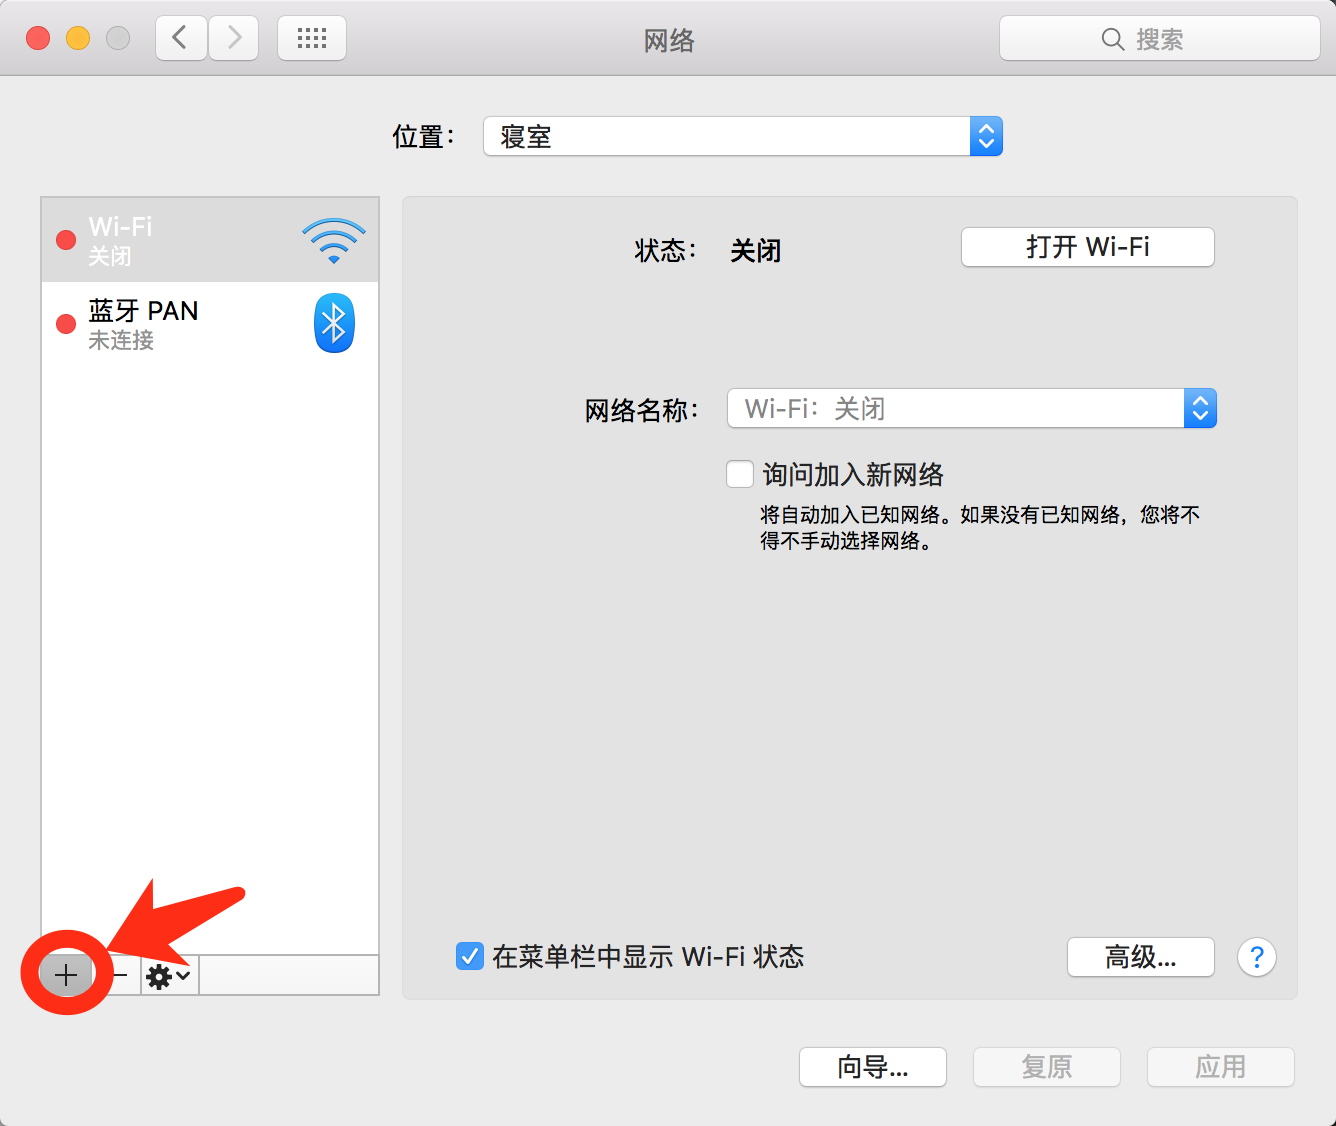 网络
搜索
位置：
寝室
Wi-Fi
关闭
蓝牙 PAN
未连接
状态：
关闭
打开 Wi-Fi
网络名称：
Wi-Fi：关闭
询问加入新网络
将自动加入已知网络。如果没有已知网络，您将不
得不手动选择网络。
在菜单栏中显示 Wi-Fi 状态
高级...
?
向导...
复原
应用